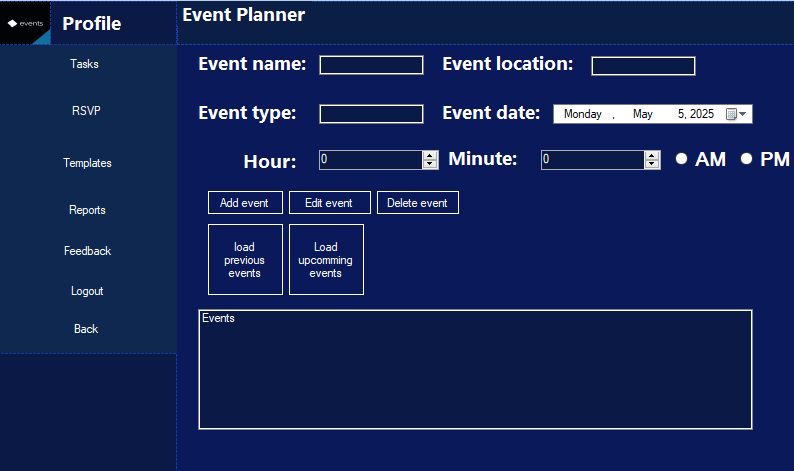 events
Profile
Event Planner
Tasks
RSVP
Templates
Reports
Feedback
Logout
Back
Event name:
Event location:
Event type:
Event date:
Monday , May 5, 2025
Hour:
0
Minute:
0
AM
PM
Add event
Edit event
Delete event
load
previous
events
Load
upcomming
events
Events